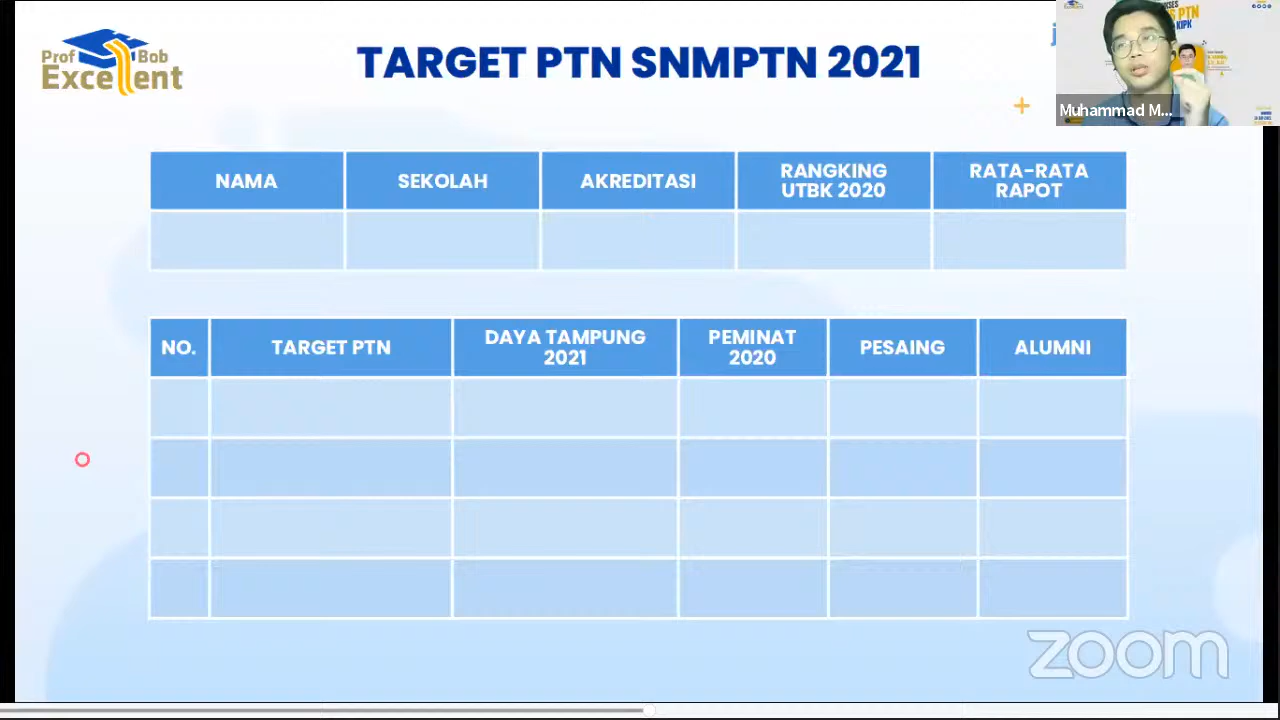 Prof Bob
Excellent
TARGET PTN SNMPTN 2021
Muhammad M...
NAMA
SEKOLAH
AKREDITASI
RANGKING
UTBK 2020
RATA-RATA
RAPOT
NO.
TARGET PTN
DAYA TAMPUNG
2021
PEMINAT
2020
PESAING
ALUMNI
zoom